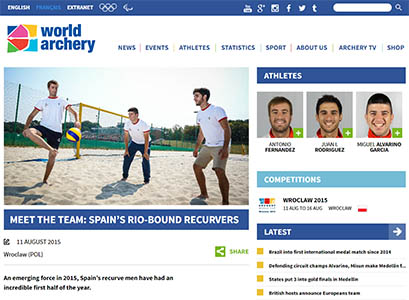 ENGLISH FRANÇAIS EXTRANET
world
archery
NEWS EVENTS ATHLETES STATISTICS SPORT ABOUT US ARCHERY TV SHOP
MEET THE TEAM: SPAIN'S RIO-BOUND RECURVERS
11 AUGUST 2015
Wroclaw (POL)
SHARE
An emerging force in 2015, Spain's recurve men have had an
incredible first half of the year.
ATHLETES
ANTONIO
FERNANDEZ
JUAN I.
RODRIGUEZ
MIGUEL ALVARINO
GARCIA
COMPETITIONS
WROCLAW 2015
11 AUG TO 16 AUG
LATEST
Brazil into first international medal match since 2014
Defending circuit champs Alvarino, Hisux make Medellin f
States put 3 into gold finals in Medellin
British hosts announce Europeans team